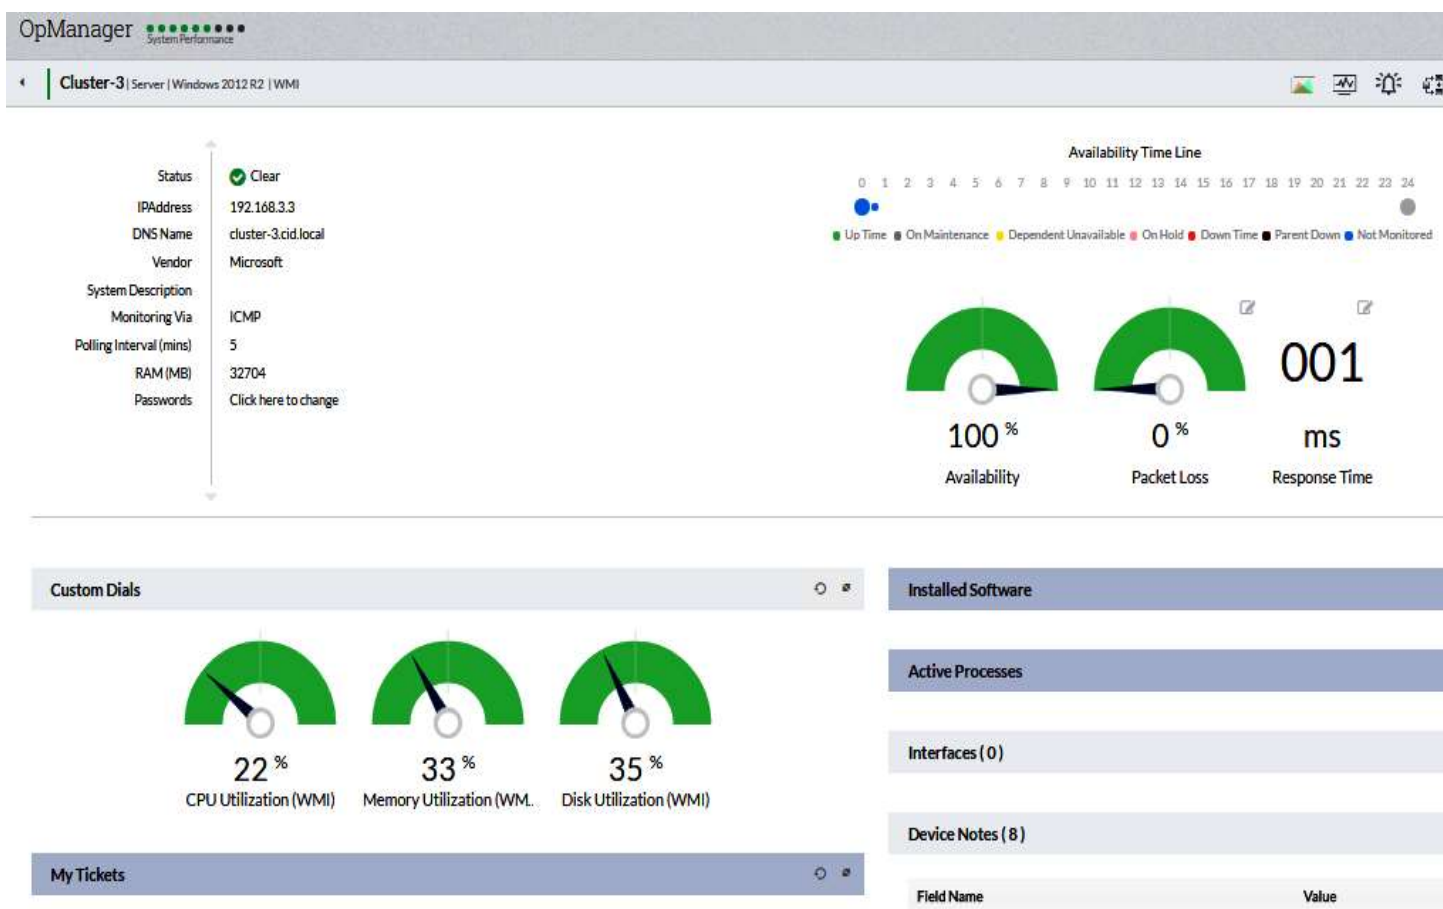 OpManager
System Performance
Cluster-3 | Server | Windows 2012 R2 | WMI
Status Clear
IPAddress 192.168.3.3
DNS Name cluster-3.cid.local
Vendor Microsoft
System Description
Monitoring Via ICMP
Polling Interval (mins) 5
RAM (MB) 32704
Passwords Click here to change
Availability Time Line
0 1 2 3 4 5 6 7 8 9 10 11 12 13 14 15 16 17 18 19 20 21 22 23 24
Up Time On Maintenance Dependent Unavailable On Hold Down Time Parent Down Not Monitored
100 % 0 % 001 ms
Availability Packet Loss Response Time
Custom Dials
22 % 33 % 35 %
CPU Utilization (WMI) Memory Utilization (WM.. Disk Utilization (WMI)
My Tickets
Installed Software
Active Processes
Interfaces ( 0 )
Device Notes ( 8 )
Field Name Value